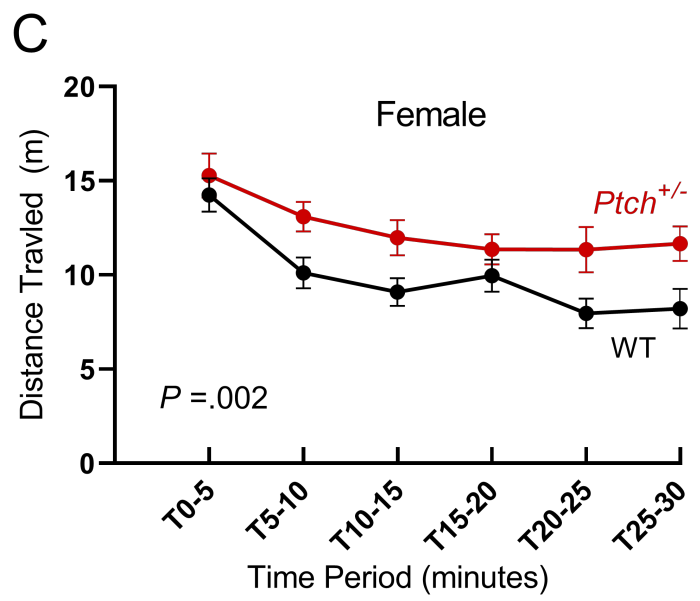 C
Female
20
15
10
5
0
Distance Travled (m)
Ptch+/-
WT
P =.002
T0-5
T5-10
T10-15
T15-20
T20-25
T25-30
Time Period (minutes)